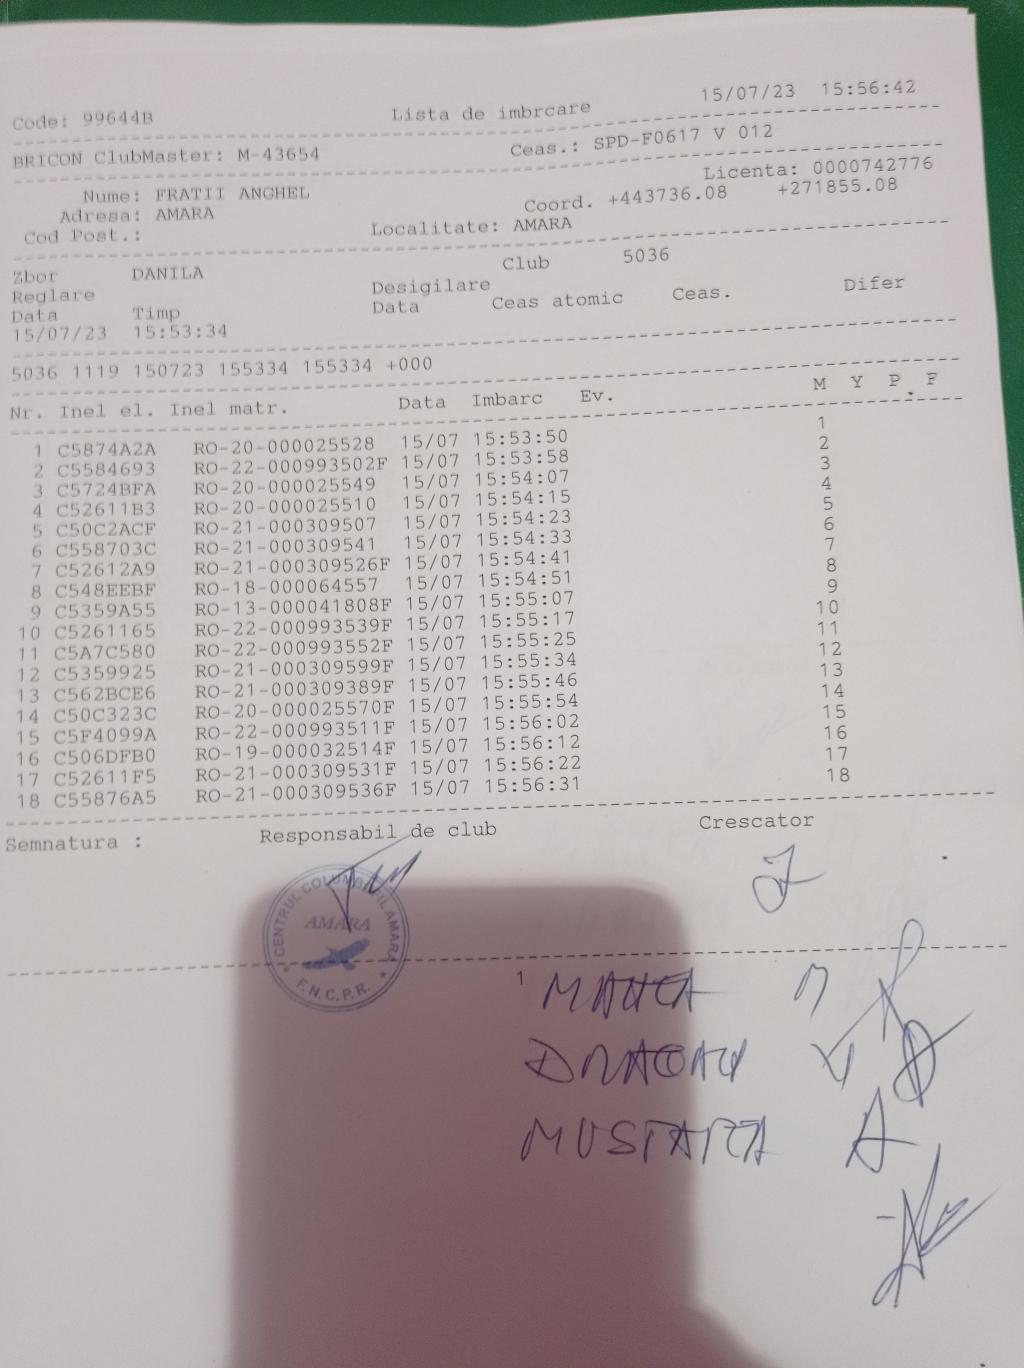 15/07/23 15:56:42
Code: 99644B Lista de imbrcare
BRICON ClubMaster: M-43654 Ceas.: SPD-F0617 V 012
Licenta: 0000742776
Nume: FRATII ANGHEL Coord. +443736.08 +271855.08
Adresa: AMARA
Cod Post.: Localitate: AMARA
Zbor DANILA Club 5036
Reglare Desigilare
Data Timp Data Ceas atomic Ceas. Difer
15/07/23 15:53:34
5036 1119 150723 155334 155334 +000
Nr. Inel el. Inel matr. Data Imbarc Ev. M Y P F
1 C5874A2A RO-20-000025528 15/07 15:53:50 1
2 C5584693 RO-22-000993502F 15/07 15:53:58 2
3 C5724BFA RO-20-000025549 15/07 15:54:07 3
4 C52611B3 RO-20-000025510 15/07 15:54:15 4
5 C50C2ACF RO-21-000309507 15/07 15:54:23 5
6 C558703C RO-21-000309541 15/07 15:54:33 6
7 C52612A9 RO-21-000309526F 15/07 15:54:41 7
8 C548EEBF RO-18-000064557 15/07 15:54:51 8
9 C5359A55 RO-13-000041808F 15/07 15:55:07 9
10 C5261165 RO-22-000993539F 15/07 15:55:17 10
11 C5A7C580 RO-22-000993552F 15/07 15:55:25 11
12 C5359925 RO-21-000309599F 15/07 15:55:34 12
13 C562BCE6 RO-21-000309389F 15/07 15:55:46 13
14 C50C323C RO-20-000025570F 15/07 15:55:54 14
15 C5F4099A RO-22-000993511F 15/07 15:56:02 15
16 C506DFB0 RO-19-000032514F 15/07 15:56:12 16
17 C52611F5 RO-21-000309531F 15/07 15:56:22 17
18 C55876A5 RO-21-000309536F 15/07 15:56:31 18
Semnatura : Responsabil de club Crescator
CENTRUL COLUMBOFIL AMARA
AMARA
F.N.C.P.R.
1
MUSTATEA A